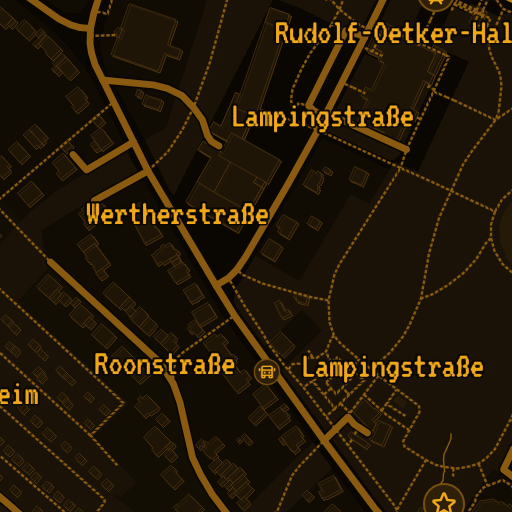 Rudolf-Oetker-Hal
Lampingstraße
Wertherstraße
Roonstraße
Lampingstraße
eim